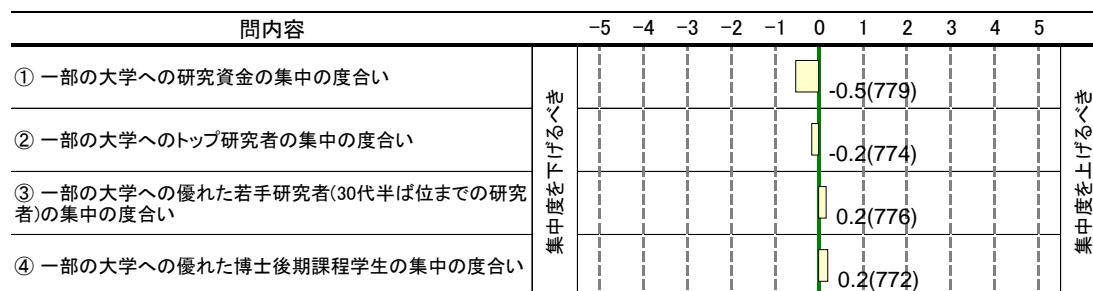 問内容
-5 -4 -3 -2 -1 0 1 2 3 4 5
集中度を下げるべき
集中度を上げるべき
① 一部の大学への研究資金の集中の度合い
-0.5(779)
② 一部の大学へのトップ研究者の集中の度合い
-0.2(774)
③ 一部の大学への優れた若手研究者(30代半ば位までの研究
者)の集中の度合い
0.2(776)
④ 一部の大学への優れた博士後期課程学生の集中の度合い
0.2(772)